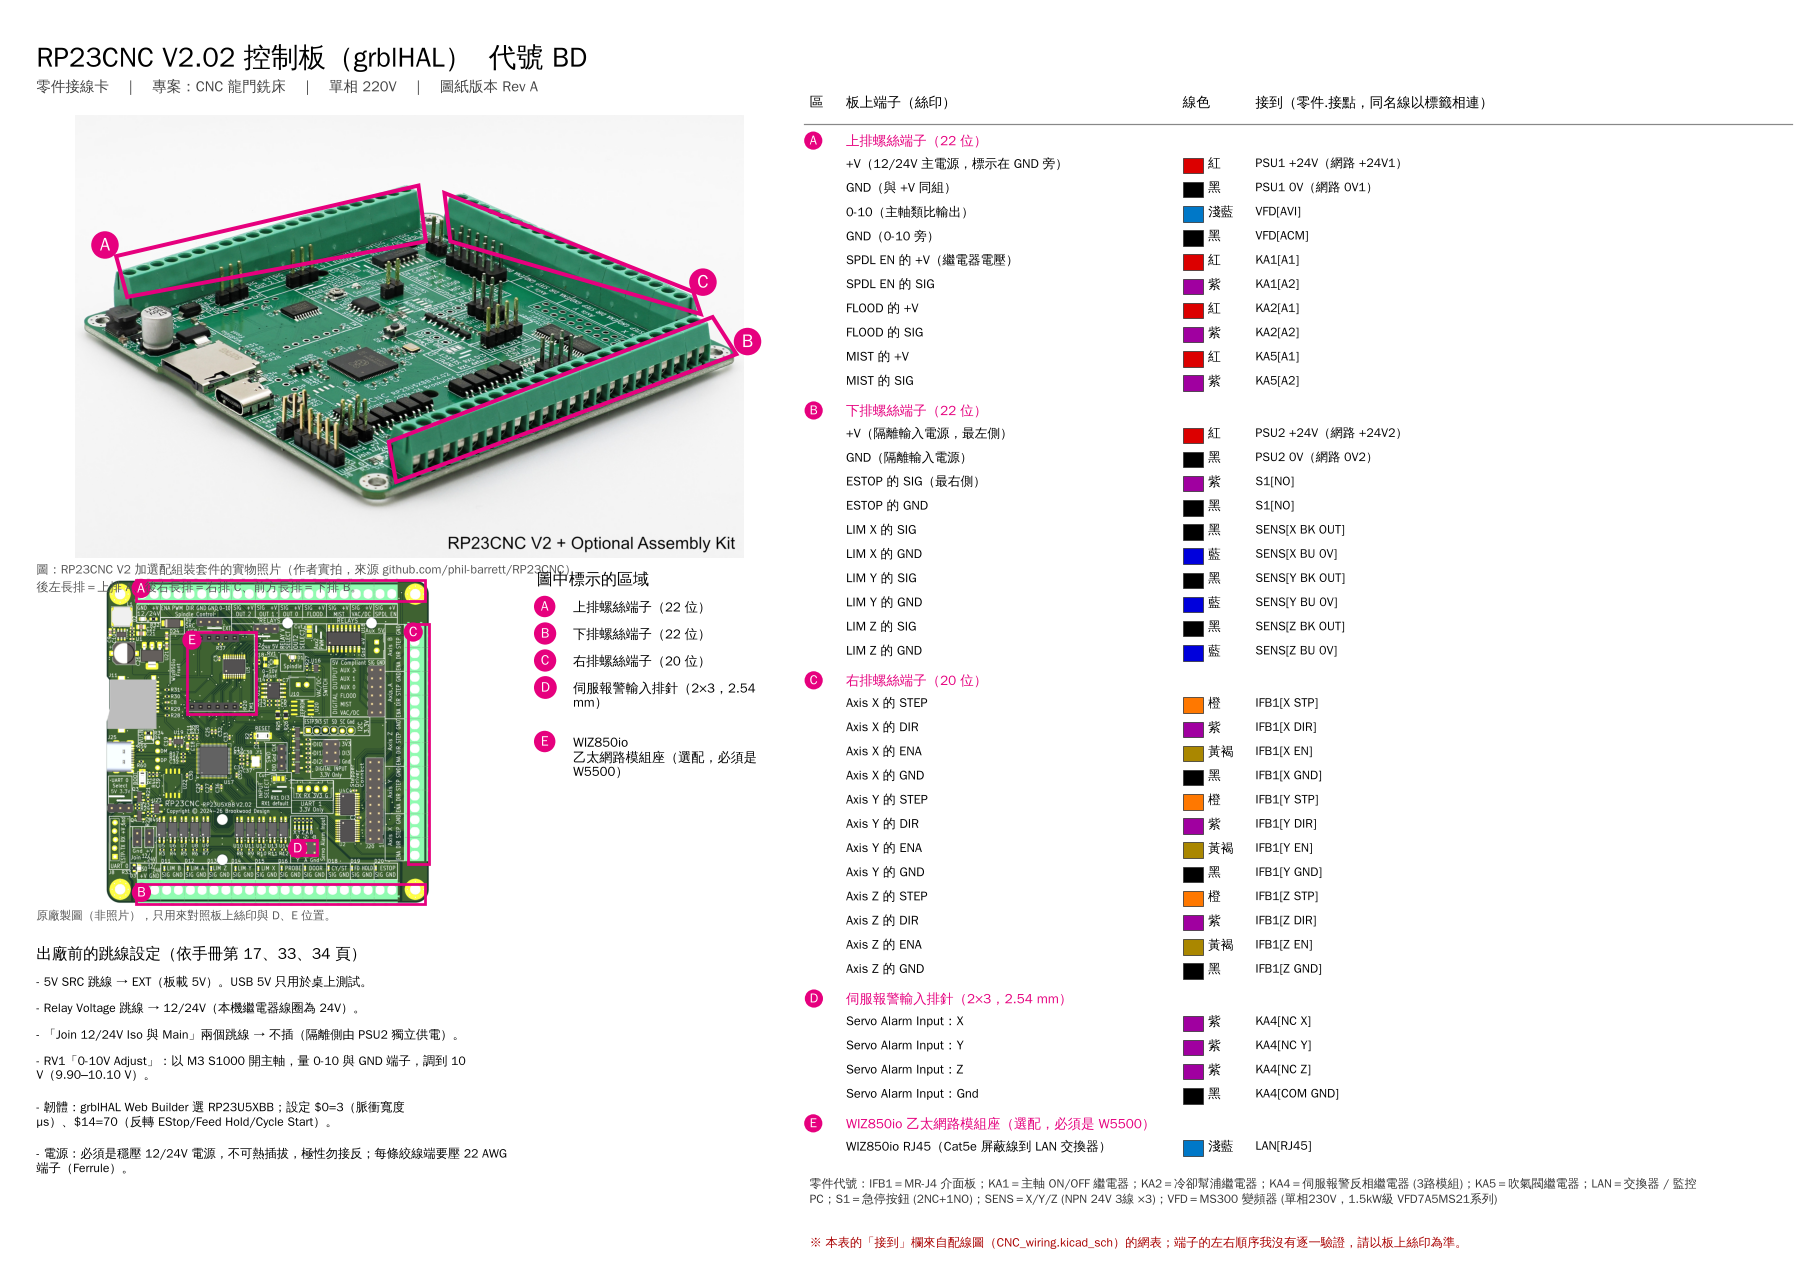 RP23CNC V2.02 控制板（grblHAL） 代號 BD
零件接線卡 ｜ 專案：CNC 龍門銑床 ｜ 單相 220V ｜ 圖紙版本 Rev A
A
C
B
RP23CNC V2 + Optional Assembly Kit
圖：RP23CNC V2 加選配組裝套件的實物照片（作者實拍，來源 github.com/phil-barrett/RP23CNC）
圖中標示的區域
A 上排螺絲端子（22 位）
B 下排螺絲端子（22 位）
C 右排螺絲端子（20 位）
D 伺服報警輸入排針（2×3，2.54
mm）
E WIZ850io
乙太網路模組座（選配，必須是
W5500）
A
E
C
D
B
RP23CNC-RP23U5XBB V2.02
Copyright © 2024-26 Brookwood Design
原廠製圖（非照片），只用來對照板上絲印與 D、E 位置。
出廠前的跳線設定（依手冊第 17、33、34 頁）
- 5V SRC 跳線 → EXT（板載 5V）。USB 5V 只用於桌上測試。
- Relay Voltage 跳線 → 12/24V（本機繼電器線圈為 24V）。
- 「Join 12/24V Iso 與 Main」兩個跳線 → 不插（隔離側由 PSU2 獨立供電）。
- RV1「0-10V Adjust」：以 M3 S1000 開主軸，量 0-10 與 GND 端子，調到 10
V（9.90–10.10 V）。
- 韌體：grblHAL Web Builder 選 RP23U5XBB；設定 $0=3（脈衝寬度
µs）、$14=70（反轉 EStop/Feed Hold/Cycle Start）。
- 電源：必須是穩壓 12/24V 電源，不可熱插拔，極性勿接反；每條絞線端要壓 22 AWG
端子（Ferrule）。
區 板上端子（絲印） 線色 接到（零件.接點，同名線以標籤相連）
A 上排螺絲端子（22 位）
+V（12/24V 主電源，標示在 GND 旁） 紅 PSU1 +24V（網路 +24V1）
GND（與 +V 同組） 黑 PSU1 0V（網路 0V1）
0-10（主軸類比輸出） 淺藍 VFD[AVI]
GND（0-10 旁） 黑 VFD[ACM]
SPDL EN 的 +V（繼電器電壓） 紅 KA1[A1]
SPDL EN 的 SIG 紫 KA1[A2]
FLOOD 的 +V 紅 KA2[A1]
FLOOD 的 SIG 紫 KA2[A2]
MIST 的 +V 紅 KA5[A1]
MIST 的 SIG 紫 KA5[A2]
B 下排螺絲端子（22 位）
+V（隔離輸入電源，最左側） 紅 PSU2 +24V（網路 +24V2）
GND（隔離輸入電源） 黑 PSU2 0V（網路 0V2）
ESTOP 的 SIG（最右側） 紫 S1[NO]
ESTOP 的 GND 黑 S1[NO]
LIM X 的 SIG 黑 SENS[X BK OUT]
LIM X 的 GND 藍 SENS[X BU 0V]
LIM Y 的 SIG 黑 SENS[Y BK OUT]
LIM Y 的 GND 藍 SENS[Y BU 0V]
LIM Z 的 SIG 黑 SENS[Z BK OUT]
LIM Z 的 GND 藍 SENS[Z BU 0V]
C 右排螺絲端子（20 位）
Axis X 的 STEP 橙 IFB1[X STP]
Axis X 的 DIR 紫 IFB1[X DIR]
Axis X 的 ENA 黃褐 IFB1[X EN]
Axis X 的 GND 黑 IFB1[X GND]
Axis Y 的 STEP 橙 IFB1[Y STP]
Axis Y 的 DIR 紫 IFB1[Y DIR]
Axis Y 的 ENA 黃褐 IFB1[Y EN]
Axis Y 的 GND 黑 IFB1[Y GND]
Axis Z 的 STEP 橙 IFB1[Z STP]
Axis Z 的 DIR 紫 IFB1[Z DIR]
Axis Z 的 ENA 黃褐 IFB1[Z EN]
Axis Z 的 GND 黑 IFB1[Z GND]
D 伺服報警輸入排針（2×3，2.54 mm）
Servo Alarm Input：X 紫 KA4[NC X]
Servo Alarm Input：Y 紫 KA4[NC Y]
Servo Alarm Input：Z 紫 KA4[NC Z]
Servo Alarm Input：Gnd 黑 KA4[COM GND]
E WIZ850io 乙太網路模組座（選配，必須是 W5500）
WIZ850io RJ45（Cat5e 屏蔽線到 LAN 交換器） 淺藍 LAN[RJ45]
零件代號：IFB1＝MR-J4 介面板；KA1＝主軸 ON/OFF 繼電器；KA2＝冷卻幫浦繼電器；KA4＝伺服報警反相繼電器 (3路模組)；KA5＝吹氣閥繼電器；LAN＝交換器 / 監控
PC；S1＝急停按鈕 (2NC+1NO)；SENS＝X/Y/Z (NPN 24V 3線 ×3)；VFD＝MS300 變頻器 (單相230V，1.5kW級 VFD7A5MS21系列)
※ 本表的「接到」欄來自配線圖（CNC_wiring.kicad_sch）的網表；端子的左右順序我沒有逐一驗證，請以板上絲印為準。